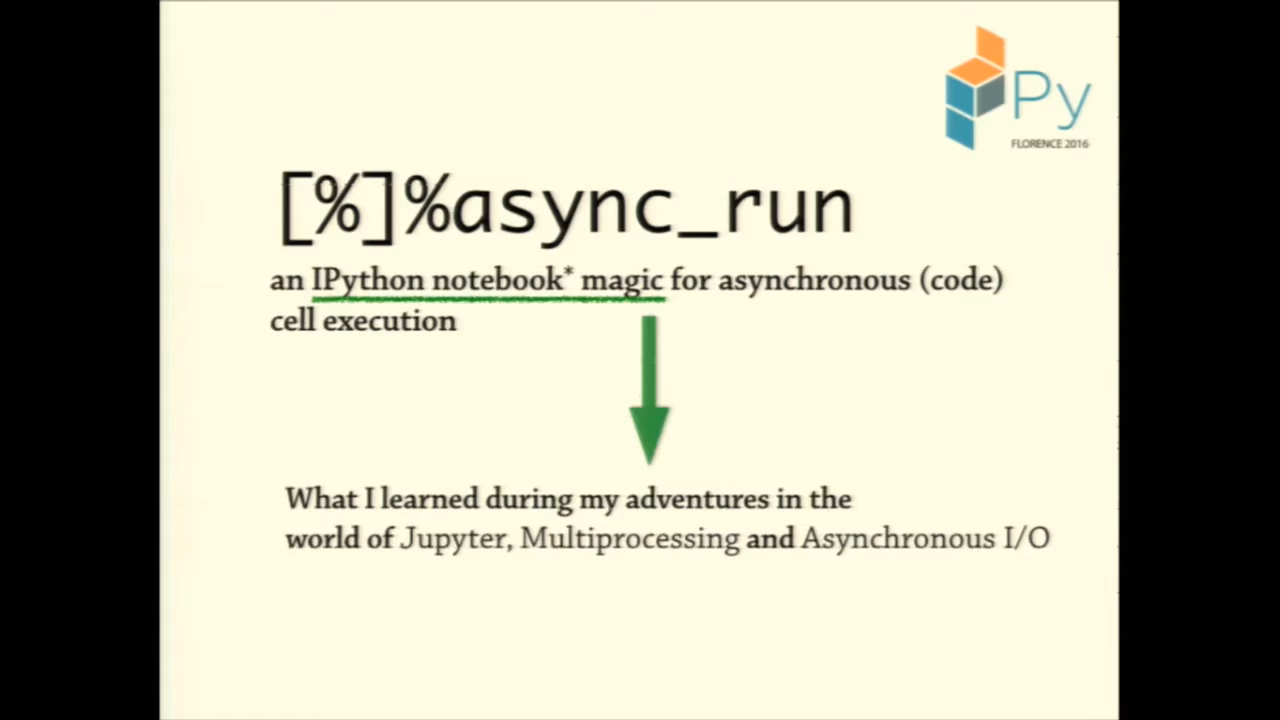 Py
FLORENCE 2016
[%]%async_run
an IPython notebook* magic for asynchronous (code)
cell execution
What I learned during my adventures in the
world of Jupyter, Multiprocessing and Asynchronous I/O